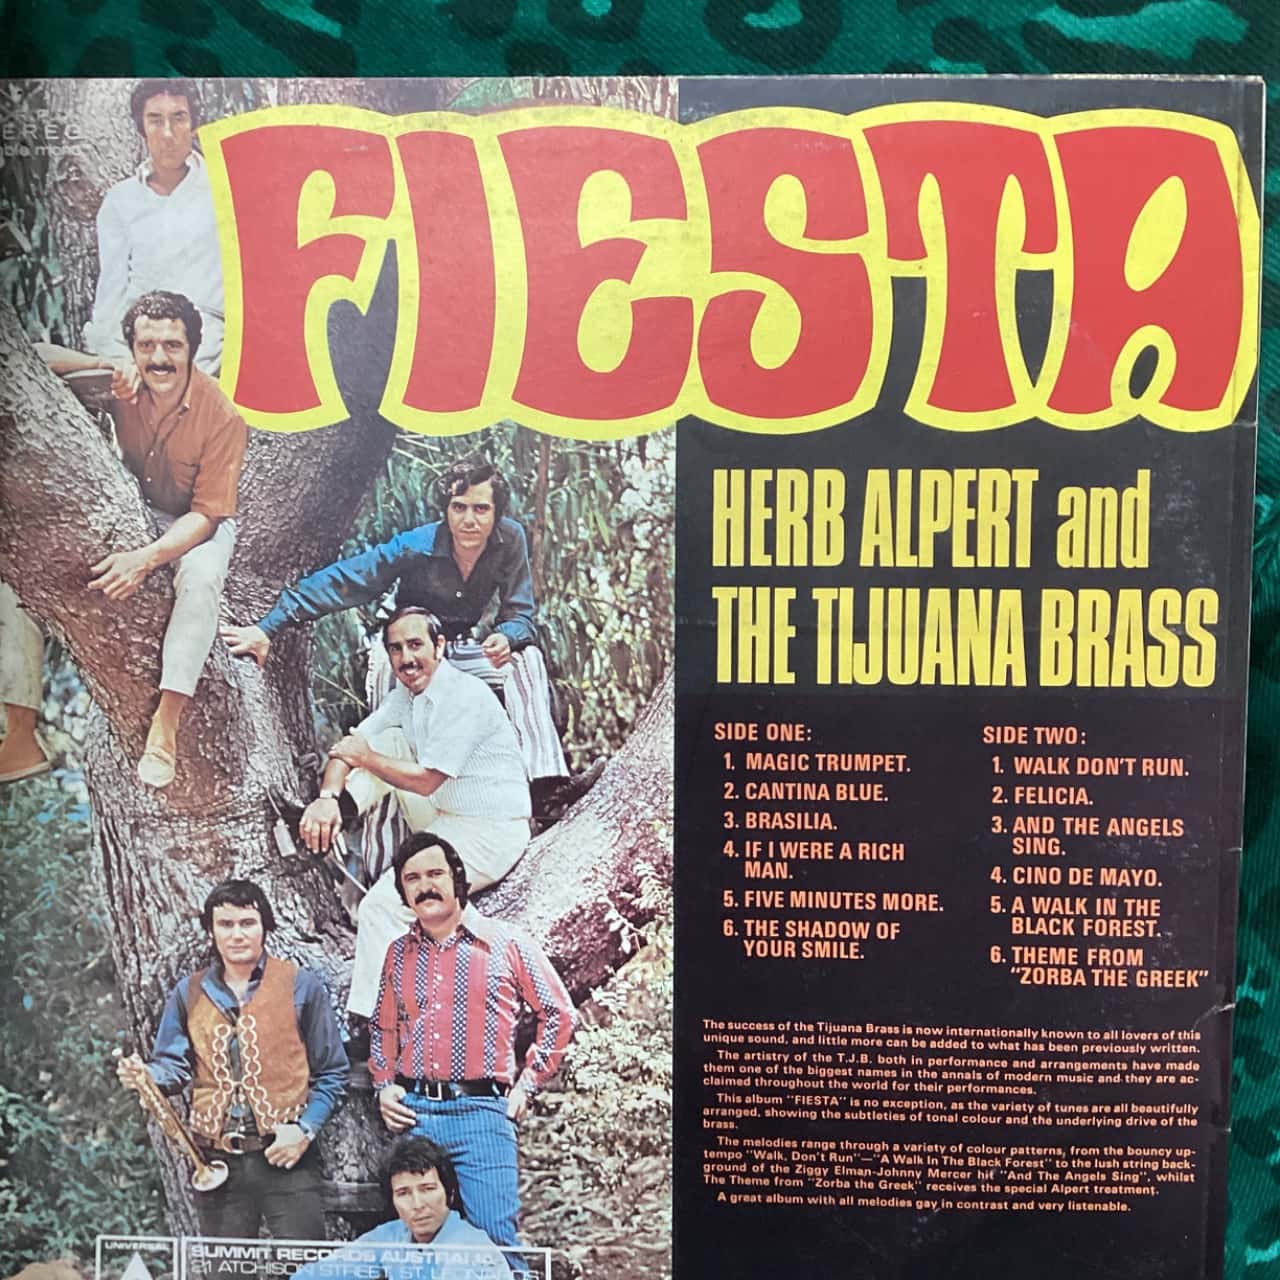 FIESTA
HERB ALPERT and
THE TIJUANA BRASS
SIDE ONE:
1. MAGIC TRUMPET.
2. CANTINA BLUE.
3. BRASILIA.
4. IF I WERE A RICH
MAN.
5. FIVE MINUTES MORE.
6. THE SHADOW OF
YOUR SMILE.
SIDE TWO:
1. WALK DON'T RUN.
2. FELICIA.
3. AND THE ANGELS
SING.
4. CINO DE MAYO.
5. A WALK IN THE
BLACK FOREST.
6. THEME FROM
"ZORBA THE GREEK"
The success of the Tijuana Brass is now internationally known to all lovers of this
unique sound, and little more can be added to what has been previously written.
The artistry of the T.J.B. both in performance and arrangements have made
them one of the biggest names in the annals of modern music and they are ac-
claimed throughout the world for their performances.
This album "FIESTA" is no exception, as the variety of tunes are all beautifully
arranged, showing the subtleties of tonal colour and the underlying drive of the
brass.
The melodies range through a variety of colour patterns, from the bouncy up-
tempo "Walk, Don't Run"—"A Walk In The Black Forest" to the lush string back-
ground of the Ziggy Elman-Johnny Mercer hit "And The Angels Sing", whilst
The Theme from "Zorba the Greek" receives the special Alpert treatment.
A great album with all melodies gay in contrast and very listenable.
UNIVERSAL
SUMMIT RECORDS AUSTRALIA
21 ATCHISON STREET, ST. LEONARDS